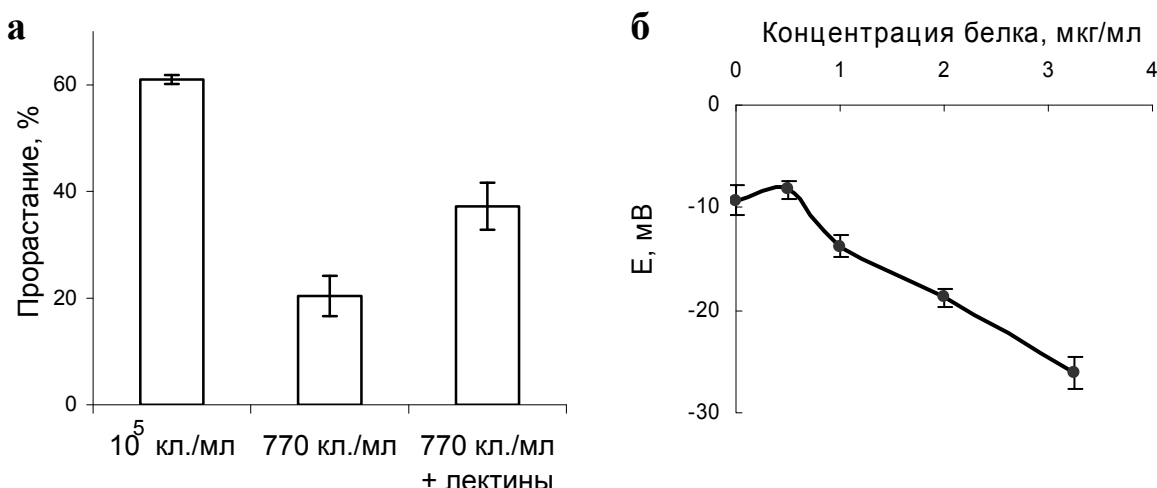 а
Прорастание, %
60
40
20
0
10⁵ кл./мл
770 кл./мл
770 кл./мл
+ лектины
б
Концентрация белка, мкг/мл
0 1 2 3 4
0
-10
-20
-30
Е, мВ